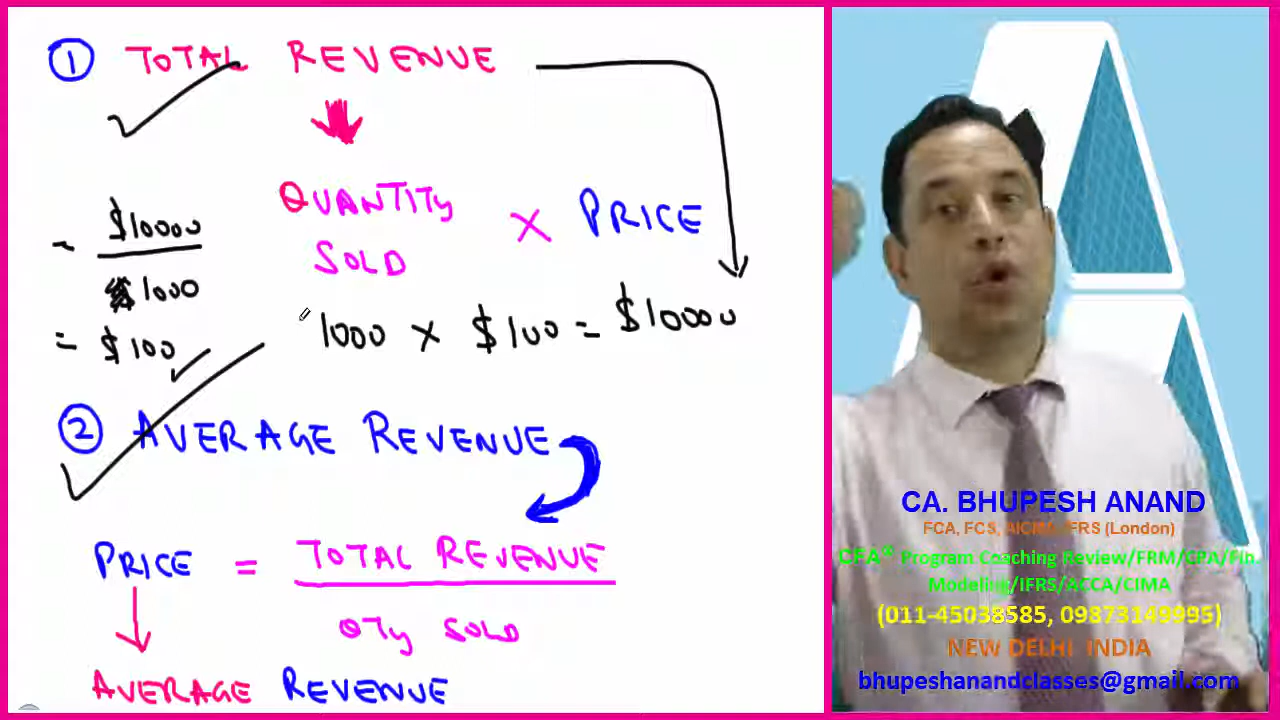 ① TOTAL REVENUE
QUANTITY SOLD × PRICE
1000 × $100 = $10000
= $10000 / 1000
= $100
② AVERAGE REVENUE
PRICE = TOTAL REVENUE / QTY SOLD
AVERAGE REVENUE
CA. BHUPESH ANAND
FCA, FCS, AICWA, IFRS (London)
CFA® Program Coaching Review/FRM/CPA/Fin.
Modeling/IFRS/ACCA/CIMA
(011-45038585, 09873149995)
NEW DELHI INDIA
bhupeshanandclasses@gmail.com